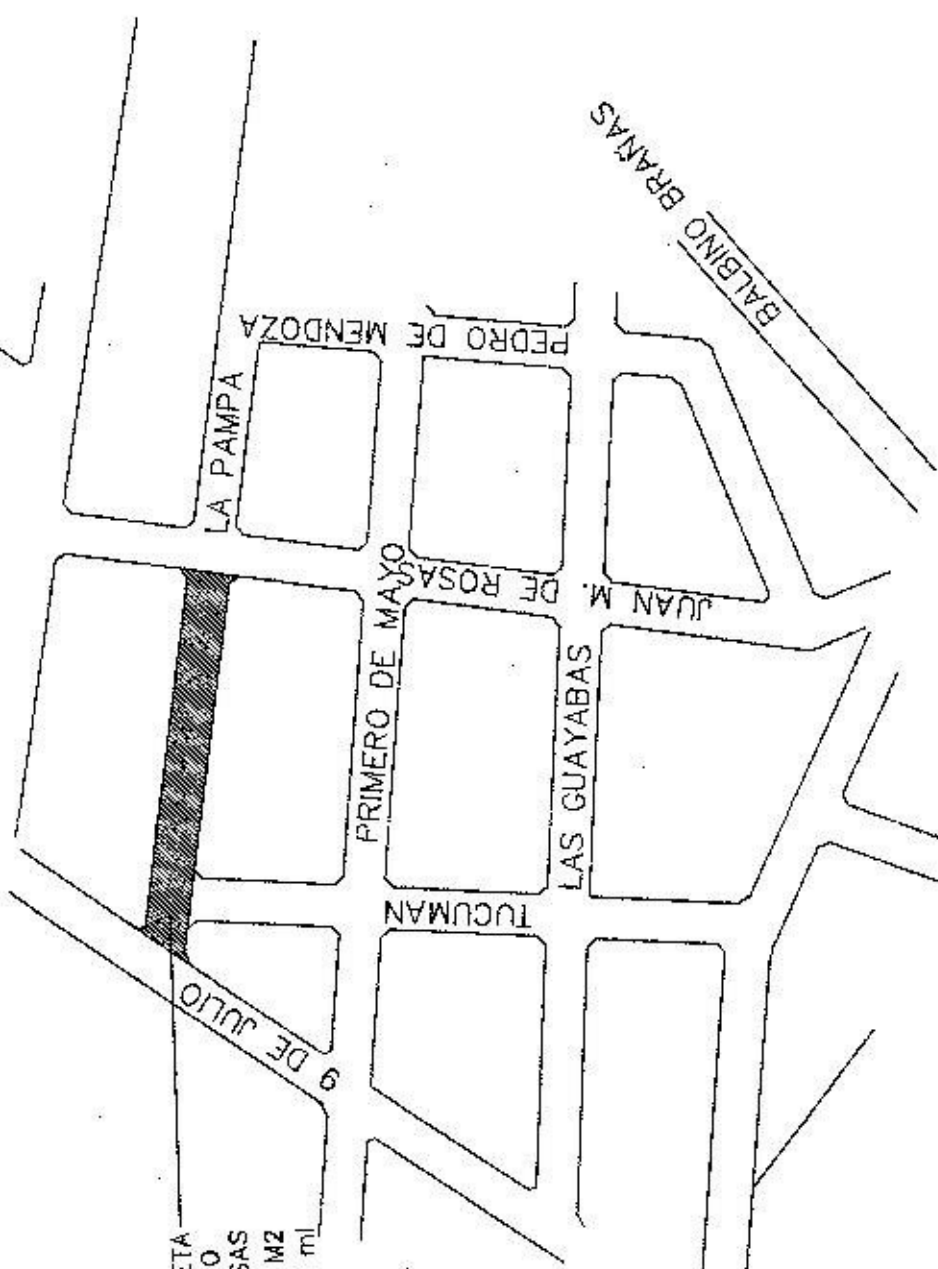 BALBINO BRAÑAS
PEDRO DE MENDOZA
LA PAMPA
JUAN M. DE ROSAS
PRIMERO DE MAYO
LAS GUAYABAS
TUCUMAN
9 DE JULIO
ETA
O
SAS
M2
ml